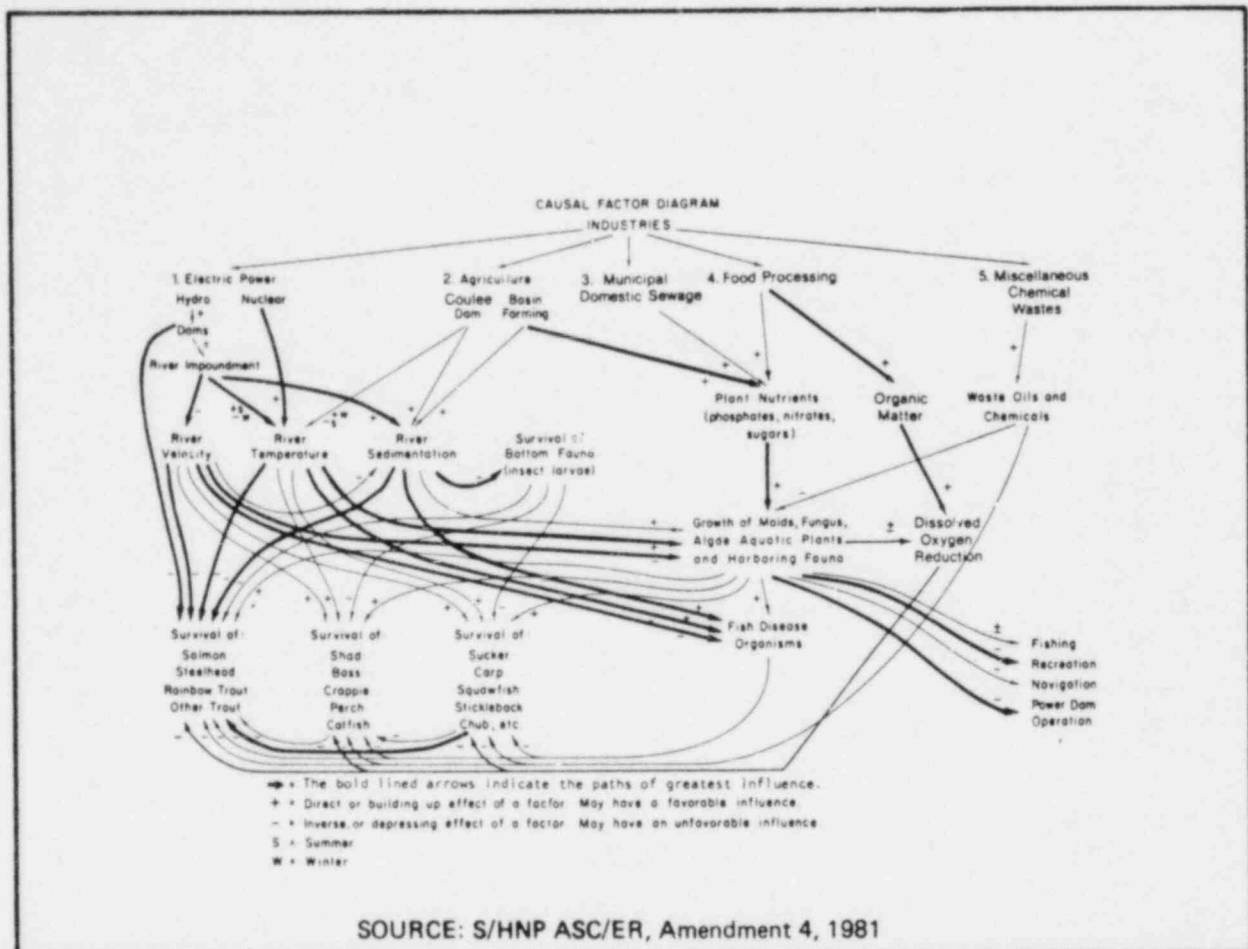 CAUSAL FACTOR DIAGRAM
INDUSTRIES
1. Electric Power
Hydro Nuclear
Dams
River Impoundment
2. Agriculture
Coulee Basin
Dam Forming
3. Municipal
Domestic Sewage
4. Food Processing
5. Miscellaneous
Chemical
Wastes
River
Velocity
River
Temperature
River
Sedimentation
Survival of
Bottom Fauna
(insect larvae)
Plant Nutrients
(phosphates, nitrates,
sugars)
Organic
Matter
Waste Oils and
Chemicals
Growth of Molds, Fungus,
Algae Aquatic Plants
and Harboring Fauna
Dissolved
Oxygen
Reduction
Survival of:
Salmon
Steelhead
Rainbow Trout
Other Trout
Survival of:
Shad
Bass
Crappie
Perch
Catfish
Survival of:
Sucker
Carp
Squawfish
Stickleback
Chub, etc.
Fish Disease
Organisms
Fishing
Recreation
Navigation
Power Dam
Operation
= The bold lined arrows indicate the paths of greatest influence.
+ = Direct or building up effect of a factor. May have a favorable influence.
- = Inverse or depressing effect of a factor. May have an unfavorable influence.
S = Summer
W = Winter
SOURCE: S/HNP ASC/ER, Amendment 4, 1981